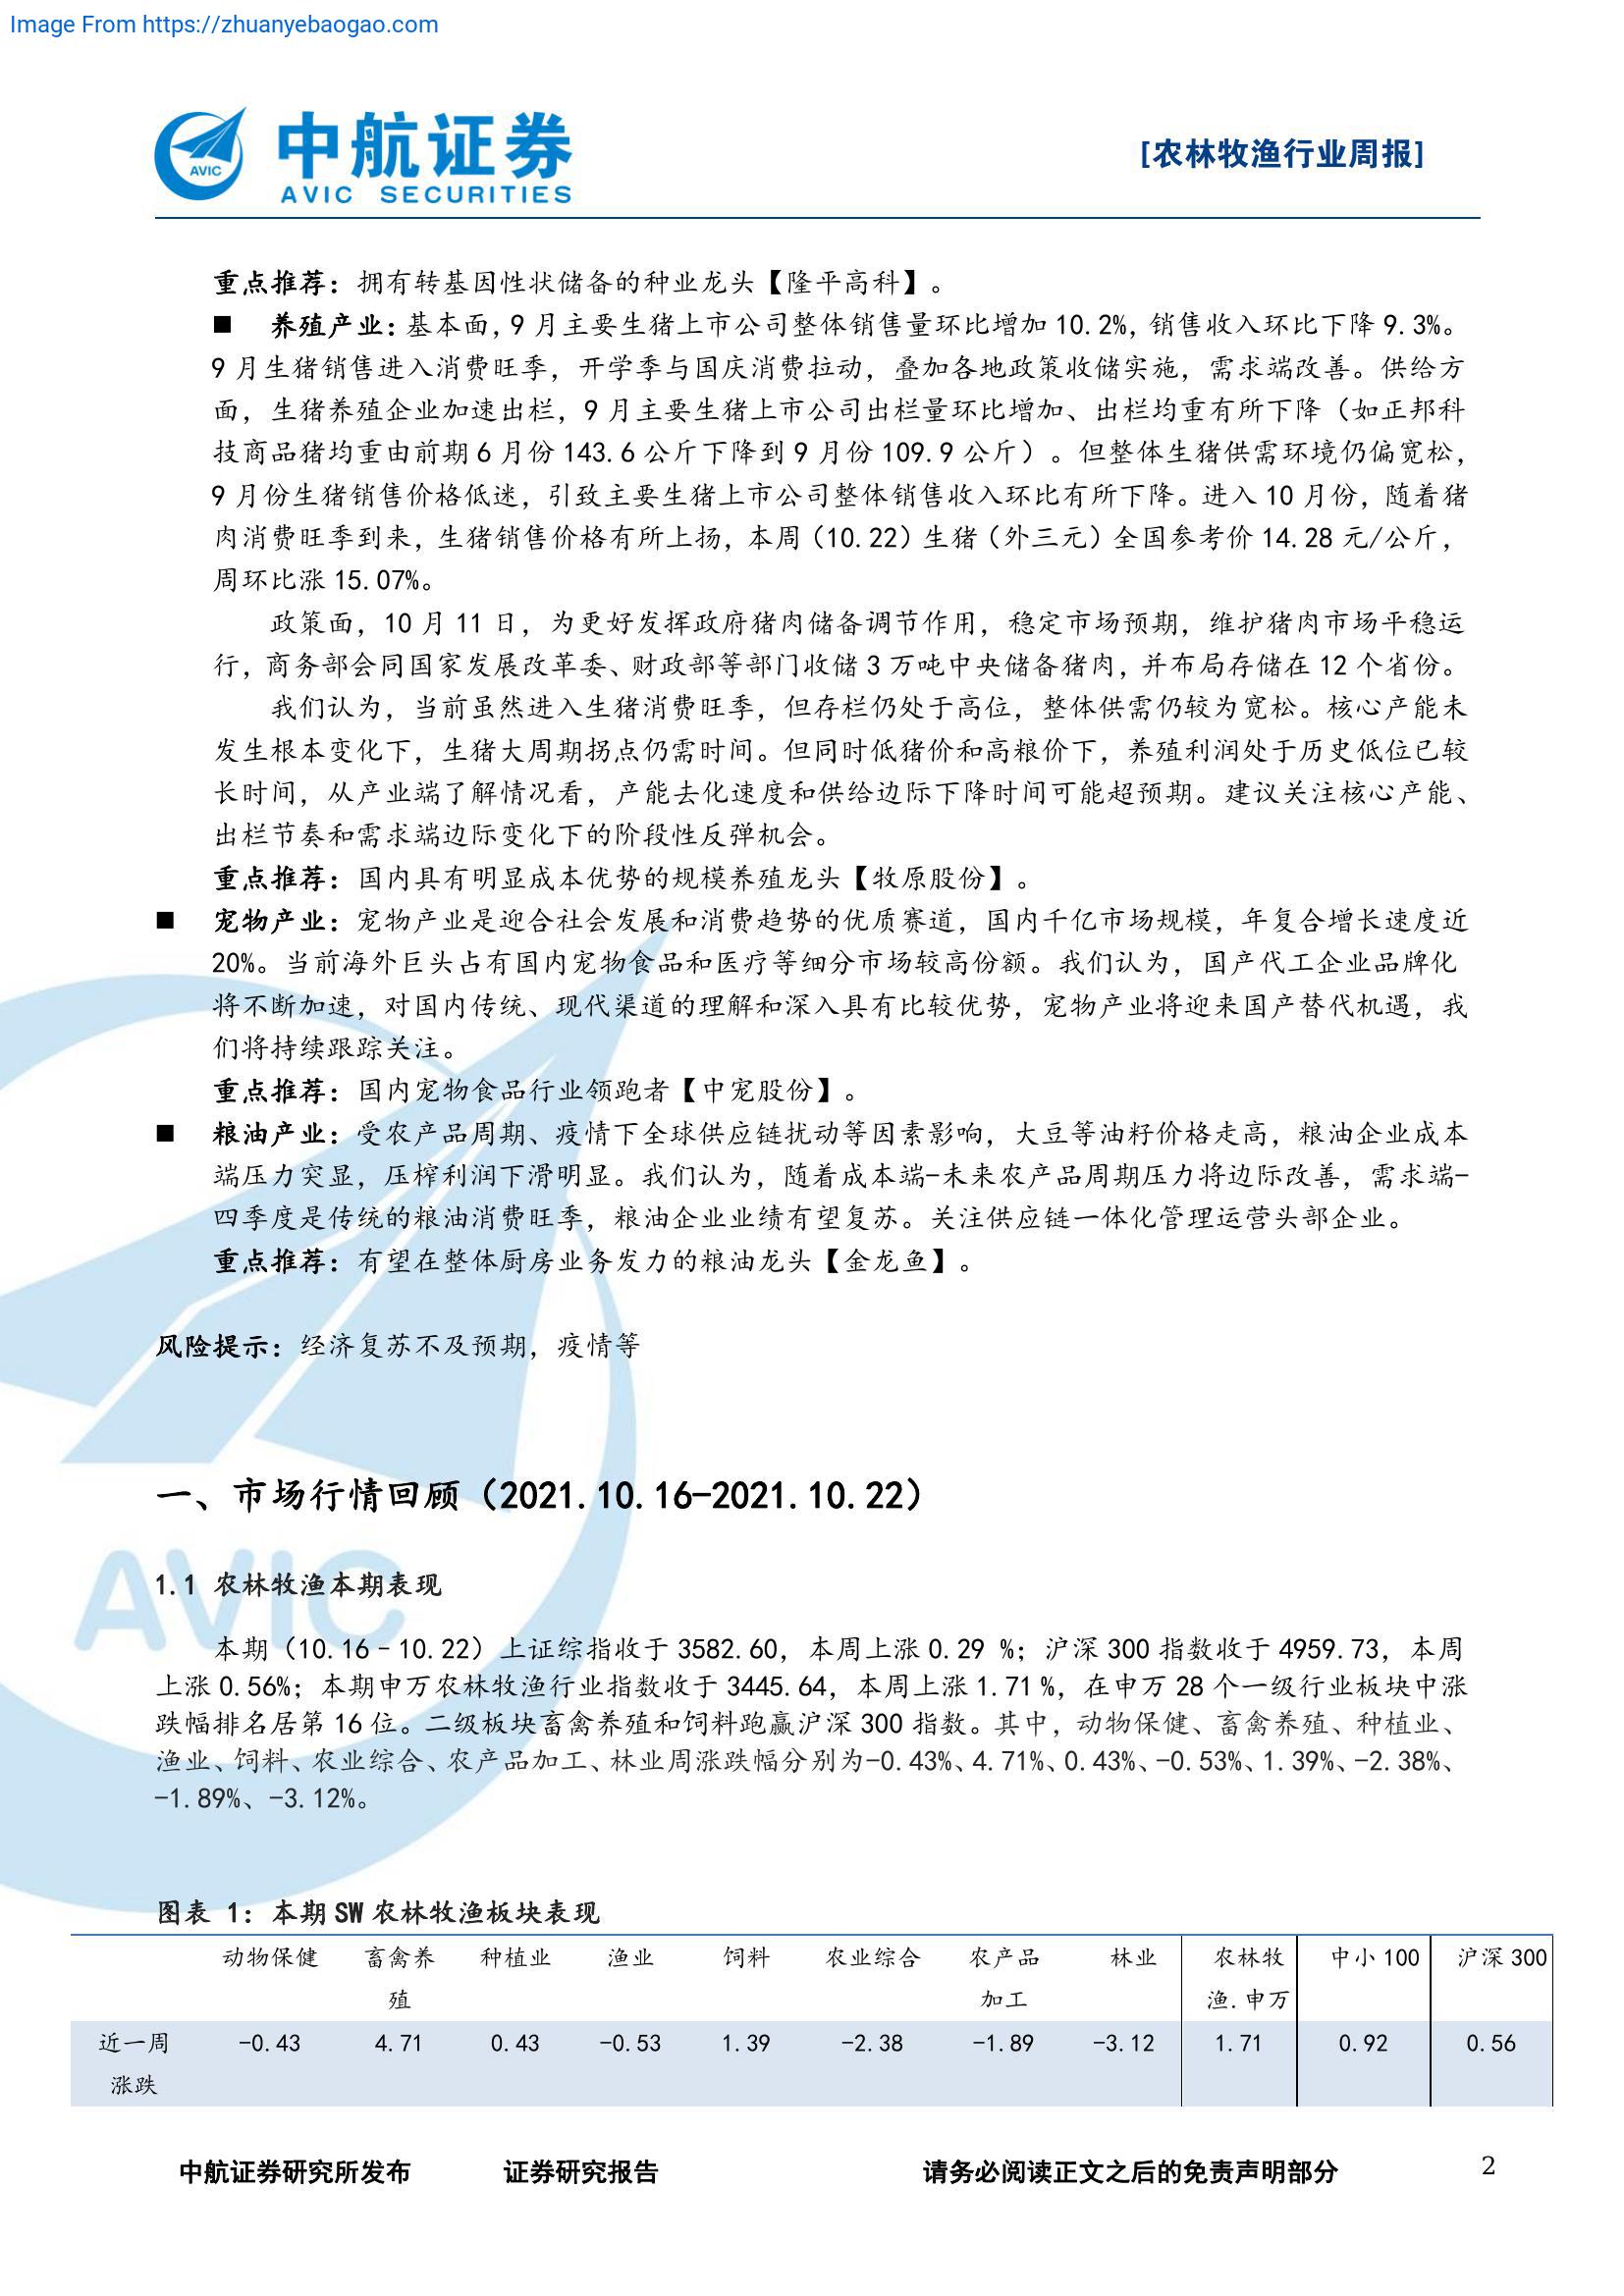 Image From https://zhuanyebaogao.com
AVIC
中航证券
AVIC SECURITIES
[农林牧渔行业周报]
重点推荐：拥有转基因性状储备的种业龙头【隆平高科】。
■ 养殖产业：基本面，9 月主要生猪上市公司整体销售量环比增加 10.2%，销售收入环比下降 9.3%。
9 月生猪销售进入消费旺季，开学季与国庆消费拉动，叠加各地政策收储实施，需求端改善。供给方
面，生猪养殖企业加速出栏，9 月主要生猪上市公司出栏量环比增加、出栏均重有所下降（如正邦科
技商品猪均重由前期 6 月份 143.6 公斤下降到 9 月份 109.9 公斤）。但整体生猪供需环境仍偏宽松，
9 月份生猪销售价格低迷，引致主要生猪上市公司整体销售收入环比有所下降。进入 10 月份，随着猪
肉消费旺季到来，生猪销售价格有所上扬，本周（10.22）生猪（外三元）全国参考价 14.28 元/公斤，
周环比涨 15.07%。
政策面，10 月 11 日，为更好发挥政府猪肉储备调节作用，稳定市场预期，维护猪肉市场平稳运
行，商务部会同国家发展改革委、财政部等部门收储 3 万吨中央储备猪肉，并布局存储在 12 个省份。
我们认为，当前虽然进入生猪消费旺季，但存栏仍处于高位，整体供需仍较为宽松。核心产能未
发生根本变化下，生猪大周期拐点仍需时间。但同时低猪价和高粮价下，养殖利润处于历史低位已较
长时间，从产业端了解情况看，产能去化速度和供给边际下降时间可能超预期。建议关注核心产能、
出栏节奏和需求端边际变化下的阶段性反弹机会。
重点推荐：国内具有明显成本优势的规模养殖龙头【牧原股份】。
■ 宠物产业：宠物产业是迎合社会发展和消费趋势的优质赛道，国内千亿市场规模，年复合增长速度近
20%。当前海外巨头占有国内宠物食品和医疗等细分市场较高份额。我们认为，国产代工企业品牌化
将不断加速，对国内传统、现代渠道的理解和深入具有比较优势，宠物产业将迎来国产替代机遇，我
们将持续跟踪关注。
重点推荐：国内宠物食品行业领跑者【中宠股份】。
■ 粮油产业：受农产品周期、疫情下全球供应链扰动等因素影响，大豆等油籽价格走高，粮油企业成本
端压力突显，压榨利润下滑明显。我们认为，随着成本端-未来农产品周期压力将边际改善，需求端-
四季度是传统的粮油消费旺季，粮油企业业绩有望复苏。关注供应链一体化管理运营头部企业。
重点推荐：有望在整体厨房业务发力的粮油龙头【金龙鱼】。
风险提示：经济复苏不及预期，疫情等
一、市场行情回顾（2021.10.16-2021.10.22）
AVIC
1.1 农林牧渔本期表现
本期（10.16–10.22）上证综指收于 3582.60，本周上涨 0.29 %；沪深 300 指数收于 4959.73，本周
上涨 0.56%；本期申万农林牧渔行业指数收于 3445.64，本周上涨 1.71 %，在申万 28 个一级行业板块中涨
跌幅排名居第 16 位。二级板块畜禽养殖和饲料跑赢沪深 300 指数。其中，动物保健、畜禽养殖、种植业、
渔业、饲料、农业综合、农产品加工、林业周涨跌幅分别为-0.43%、4.71%、0.43%、-0.53%、1.39%、-2.38%、
-1.89%、-3.12%。
图表 1：本期 SW 农林牧渔板块表现
动物保健 畜禽养 种植业 渔业 饲料 农业综合 农产品 林业 农林牧 中小 100 沪深 300
殖 加工 渔.申万
近一周 -0.43 4.71 0.43 -0.53 1.39 -2.38 -1.89 -3.12 1.71 0.92 0.56
涨跌
中航证券研究所发布 证券研究报告 请务必阅读正文之后的免责声明部分 2